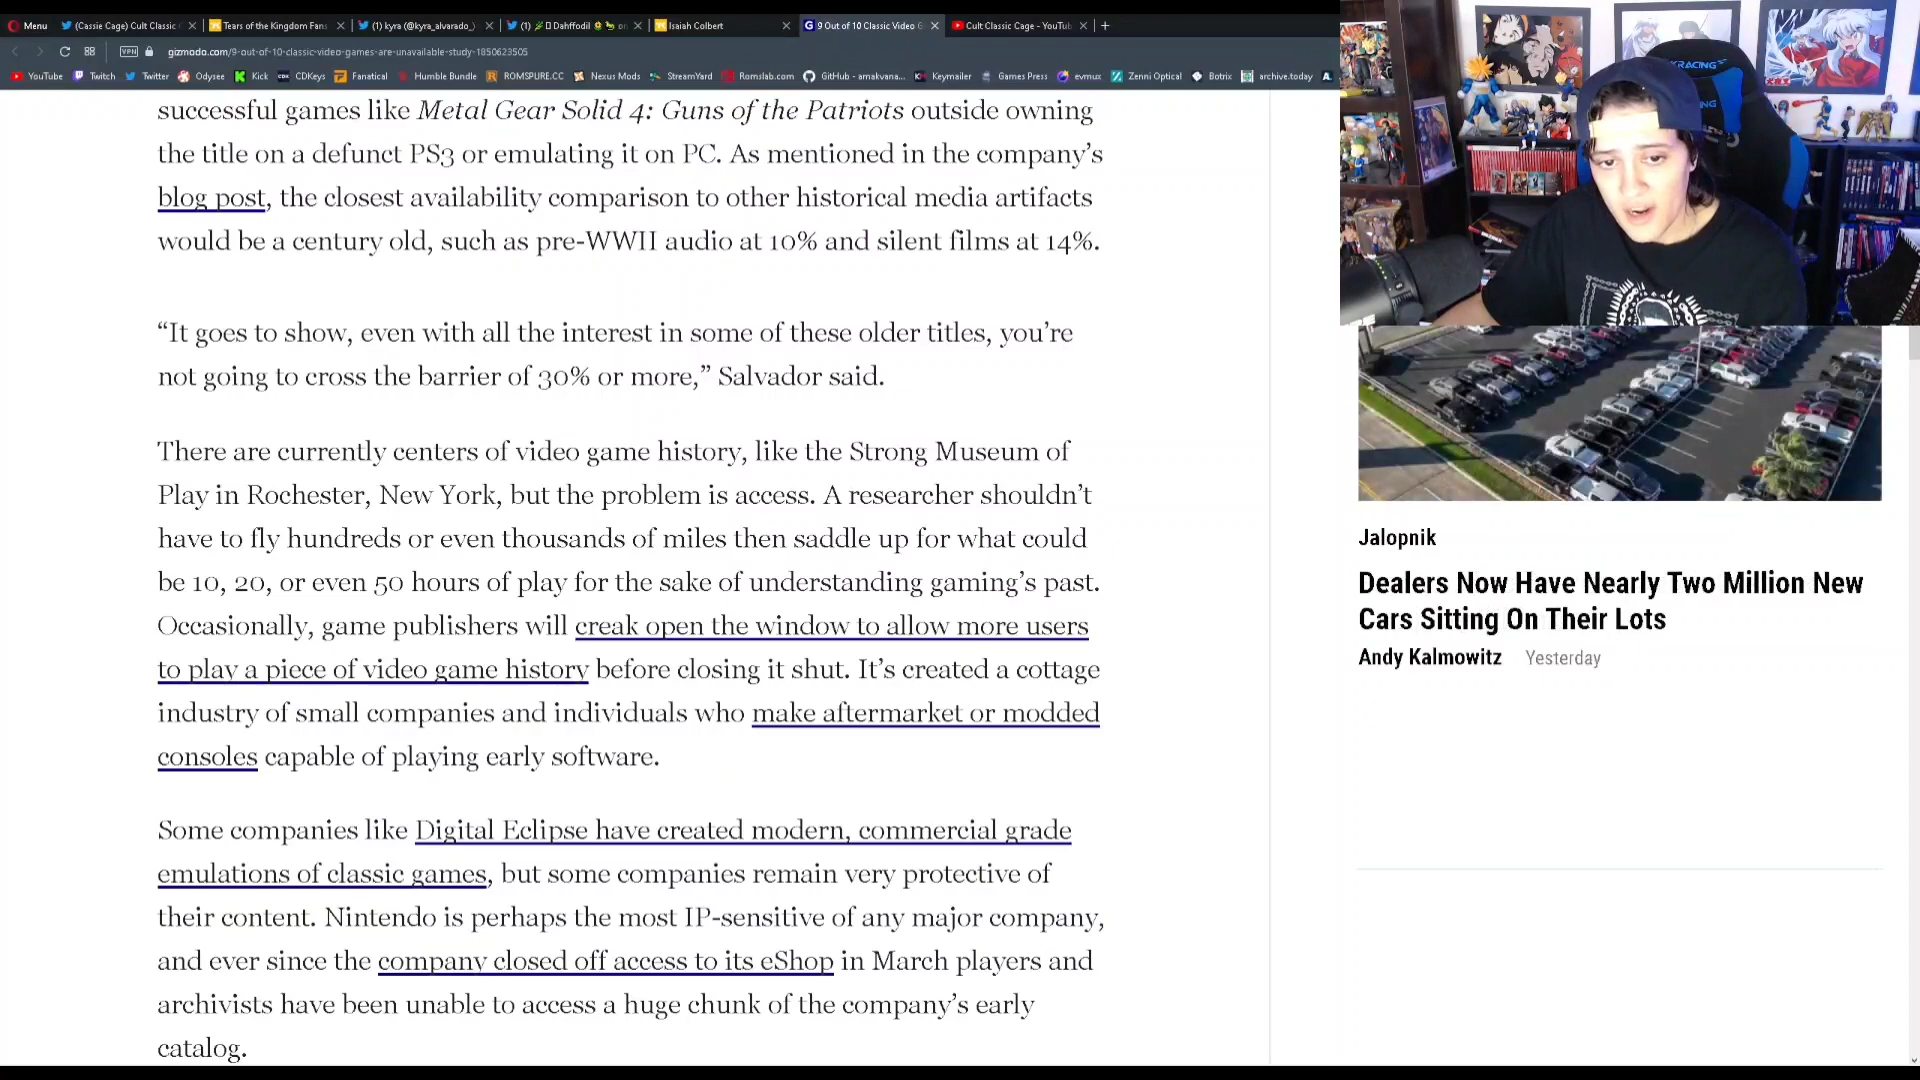 Menu
(Cassie Cage) Cult Classic
Tears of the Kingdom Fans
(1) kyra (@kyra_alvarado_)
(1)
Dahffodil
on
Isaiah Colbert
9 Out of 10 Classic Video G
Cult Classic Cage - YouTube
VPN
gizmodo.com/9-out-of-10-classic-video-games-are-unavailable-study-1850623505
YouTube
Twitch
Twitter
Odysee
Kick
CDKeys
Fanatical
Humble Bundle
ROMSPURE.CC
Nexus Mods
StreamYard
Romslab.com
GitHub - amakvana...
Keymailer
Games Press
evmux
Zenni Optical
Botrix
archive.today
successful games like Metal Gear Solid 4: Guns of the Patriots outside owning
the title on a defunct PS3 or emulating it on PC. As mentioned in the company’s
blog post, the closest availability comparison to other historical media artifacts
would be a century old, such as pre-WWII audio at 10% and silent films at 14%.
“It goes to show, even with all the interest in some of these older titles, you’re
not going to cross the barrier of 30% or more,” Salvador said.
There are currently centers of video game history, like the Strong Museum of
Play in Rochester, New York, but the problem is access. A researcher shouldn’t
have to fly hundreds or even thousands of miles then saddle up for what could
be 10, 20, or even 50 hours of play for the sake of understanding gaming’s past.
Occasionally, game publishers will creak open the window to allow more users
to play a piece of video game history before closing it shut. It’s created a cottage
industry of small companies and individuals who make aftermarket or modded
consoles capable of playing early software.
Some companies like Digital Eclipse have created modern, commercial grade
emulations of classic games, but some companies remain very protective of
their content. Nintendo is perhaps the most IP-sensitive of any major company,
and ever since the company closed off access to its eShop in March players and
archivists have been unable to access a huge chunk of the company’s early
catalog.
Jalopnik
Dealers Now Have Nearly Two Million New
Cars Sitting On Their Lots
Andy Kalmowitz Yesterday